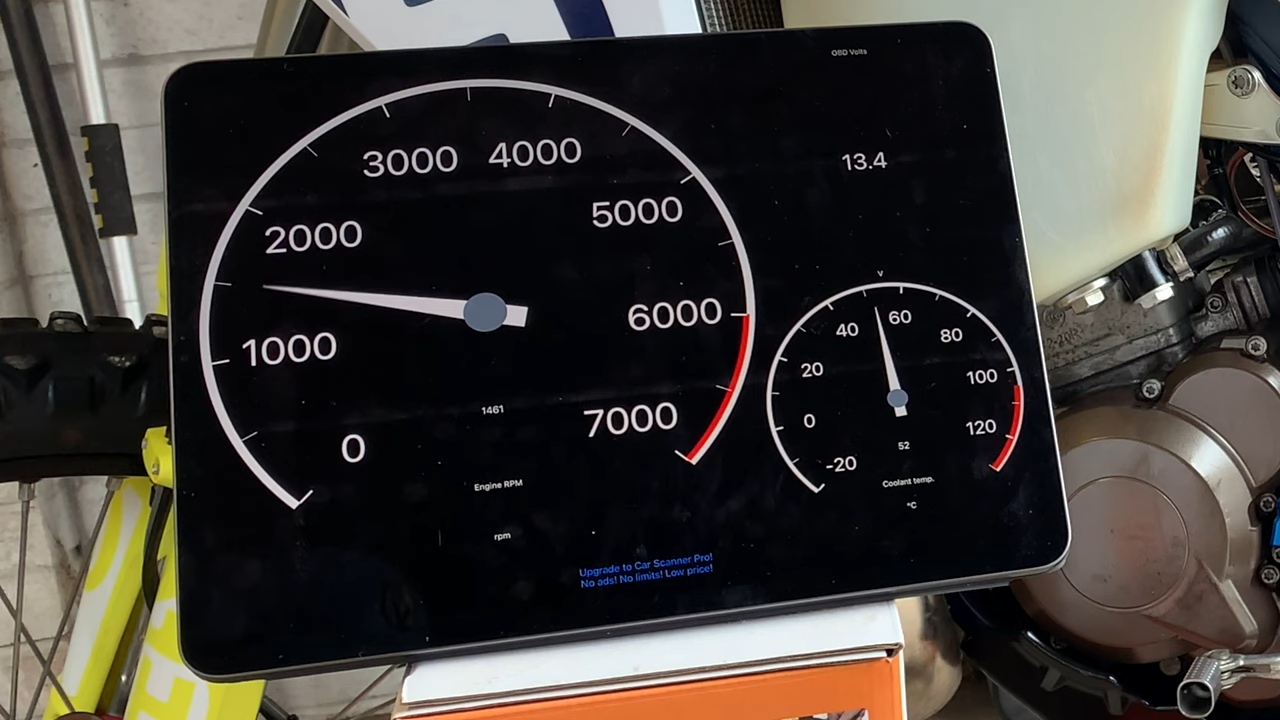 OBD Volts
13.4
V
3000 4000
2000 5000
1000 6000
0 7000
1461
Engine RPM
rpm
40 60
20 80
0 100
-20 120
52
Coolant temp.
°C
Upgrade to Car Scanner Pro!
No ads! No limits! Low price!